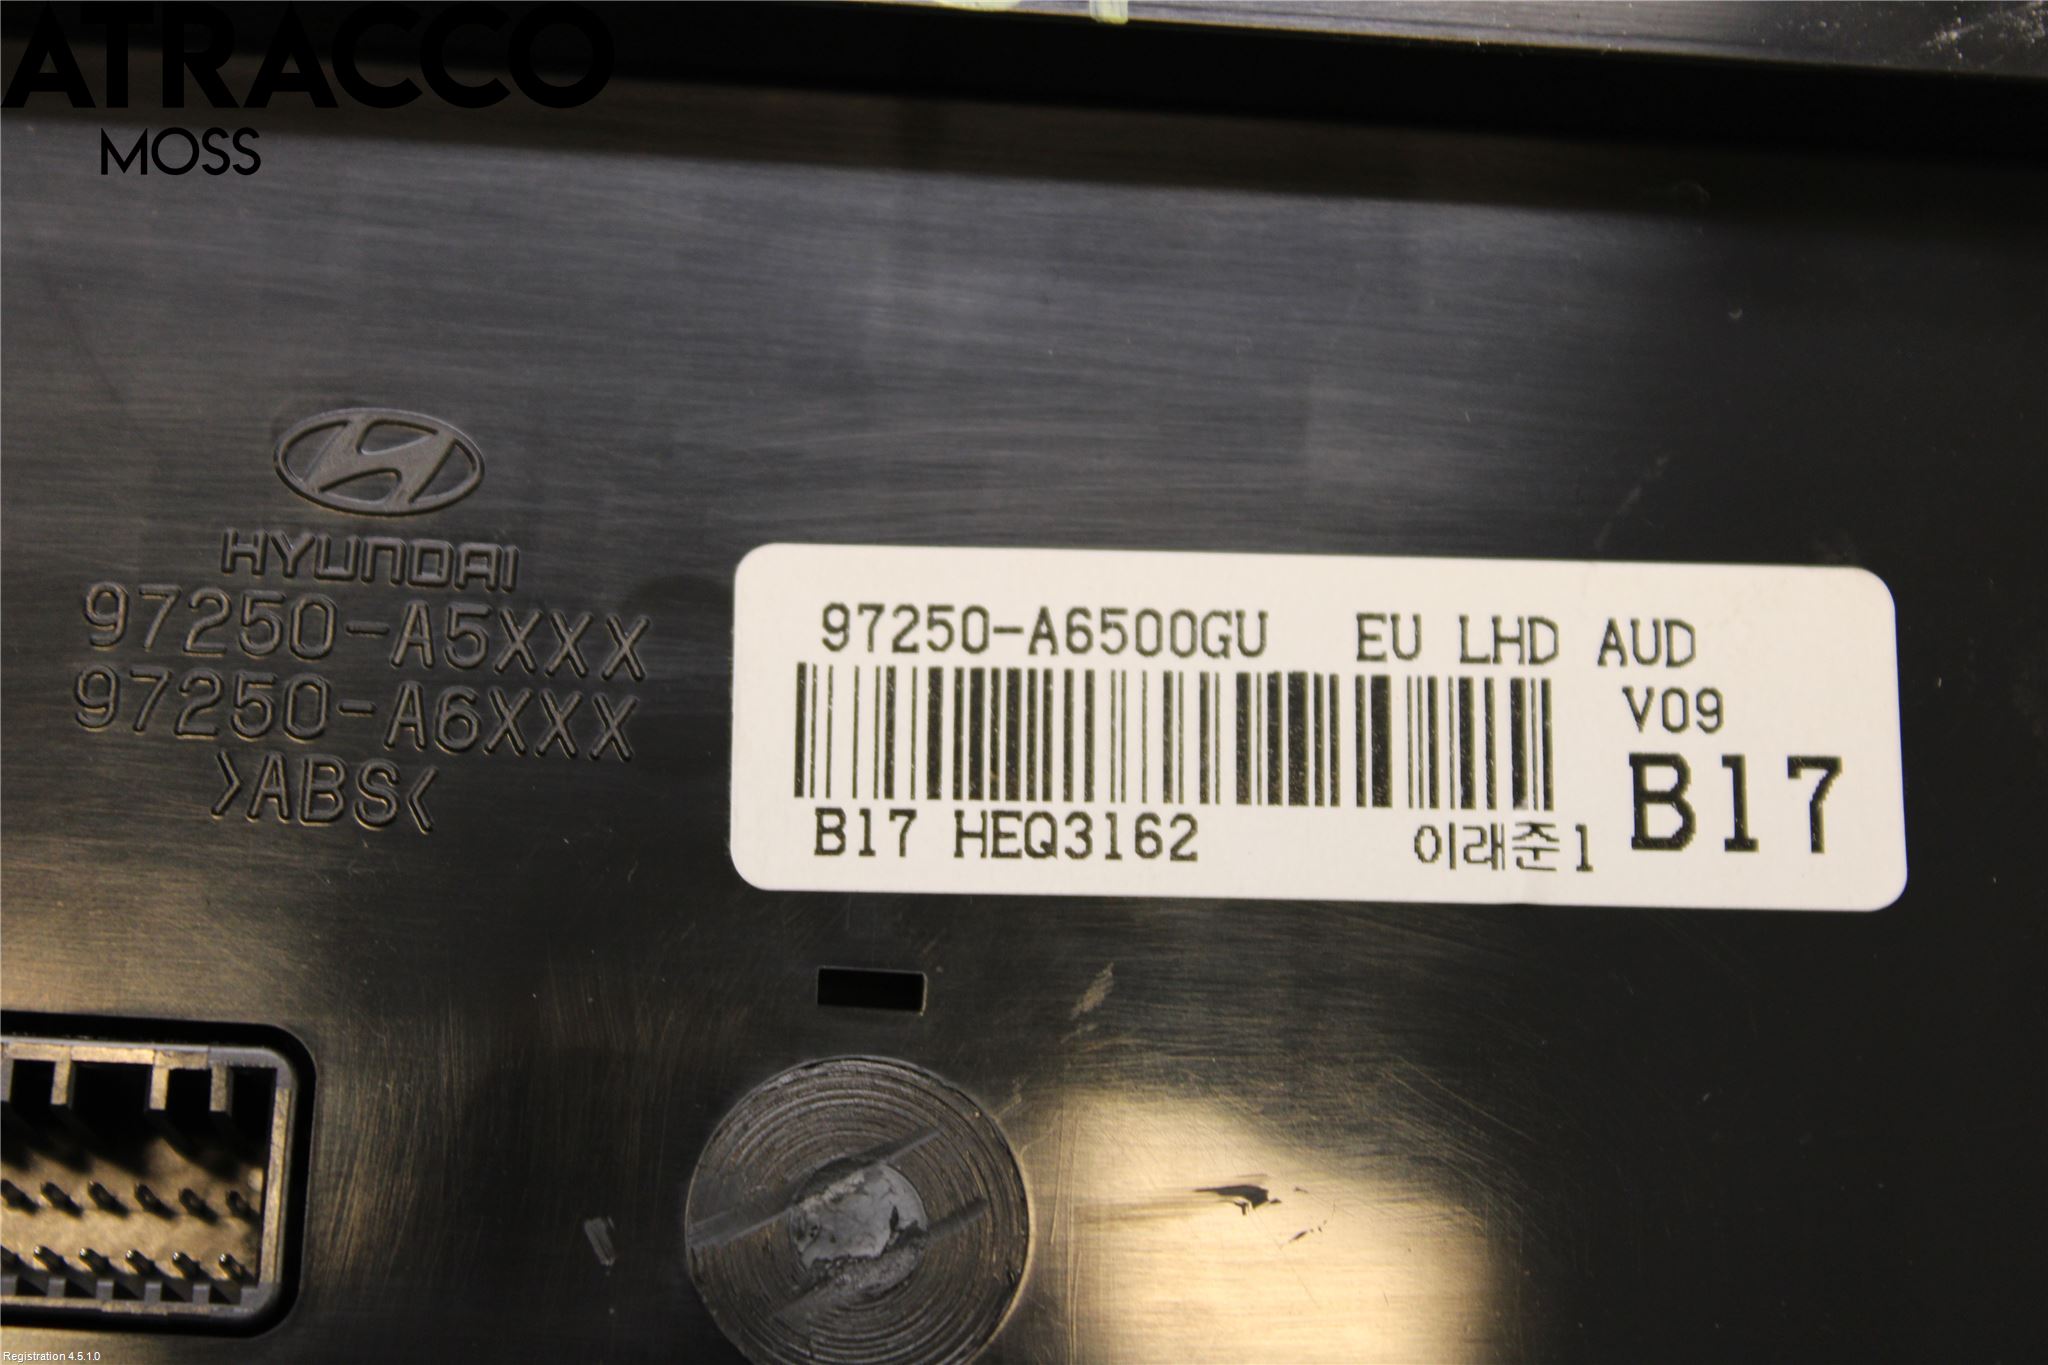 ATRACCO
MOSS
HYUNDAI
97250-A5XXX
97250-A6XXX
>ABS<
97250-A6500GU EU LHD AUD
V09
B17
B17 HEQ3162 이래준1
Registration 4.5.1.0